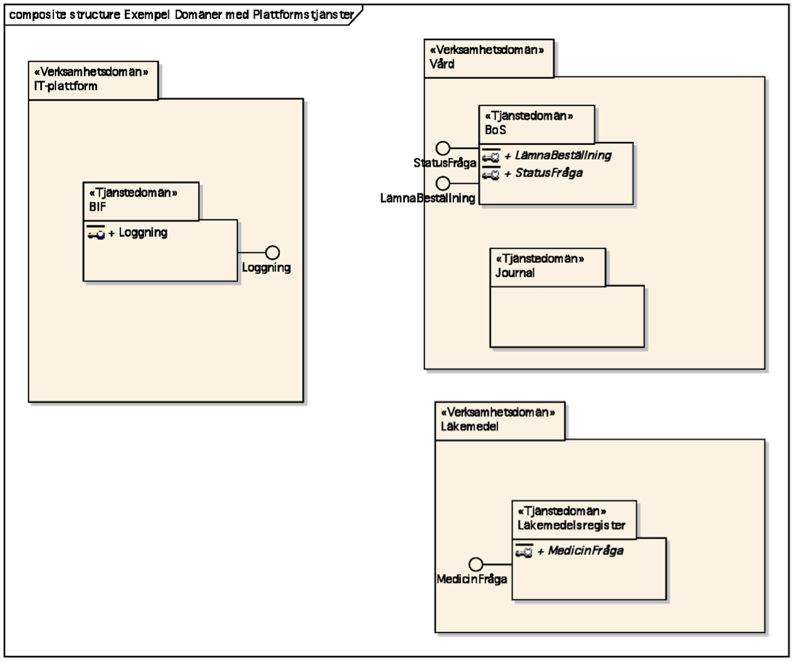 composite structure Exempel Domäner med Plattformstjänster
«Verksamhetsdomän»
IT-plattform
«Tjänstedomän»
BIF
+ Loggning
Loggning
«Verksamhetsdomän»
Vård
«Tjänstedomän»
BoS
+ LämnaBeställning
+ StatusFråga
StatusFråga
LämnaBeställning
«Tjänstedomän»
Journal
«Verksamhetsdomän»
Läkemedel
«Tjänstedomän»
Läkemedelsregister
+ MedicinFråga
MedicinFråga